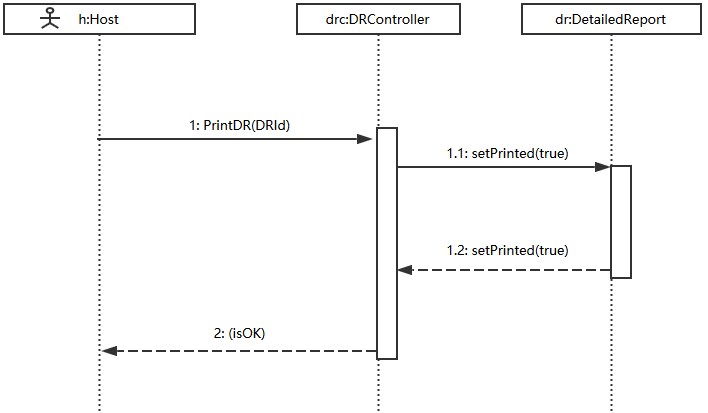 h:Host
drc:DRController
dr:DetailedReport
1: PrintDR(DRId)
1.1: setPrinted(true)
1.2: setPrinted(true)
2: (isOK)